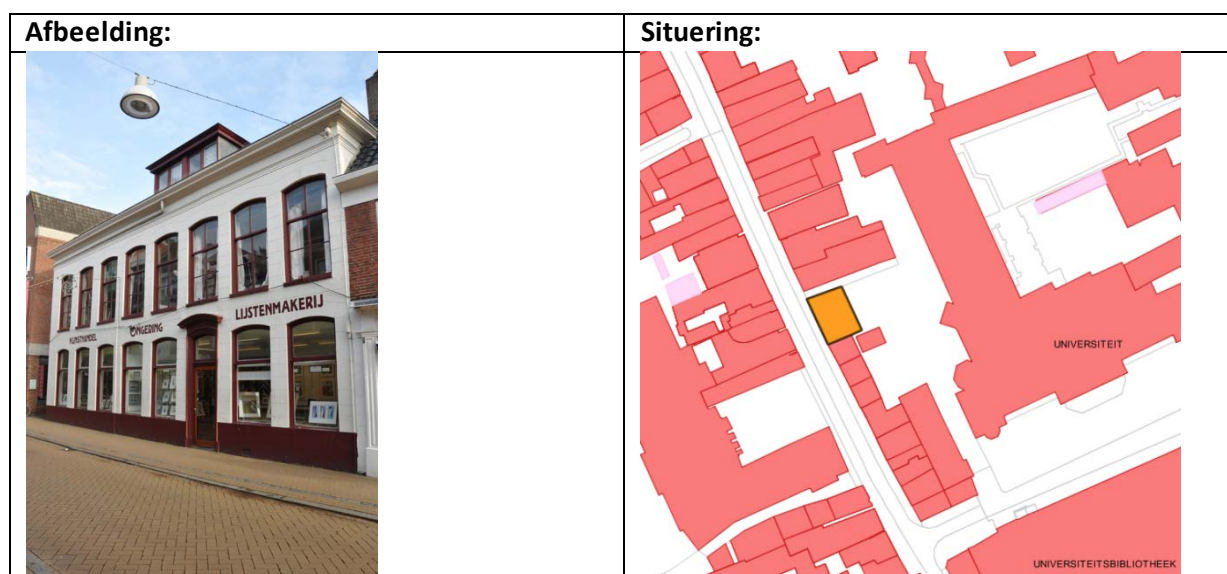 Afbeelding:
Situering:
KUNSTHANDEL
ONGERING
LIJSTENMAKERIJ
UNIVERSITEIT
UNIVERSITEITSBIBLIOTHEEK